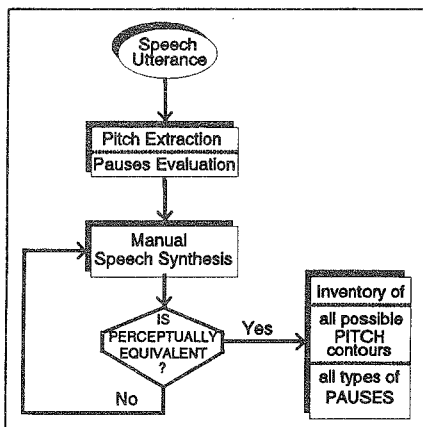 Speech
Utterance
Pitch Extraction
Pauses Evaluation
Manual
Speech Synthesis
IS
PERCEPTUALLY
EQUIVALENT
?
Yes
No
inventory of
all possible
PITCH
contours
all types of
PAUSES